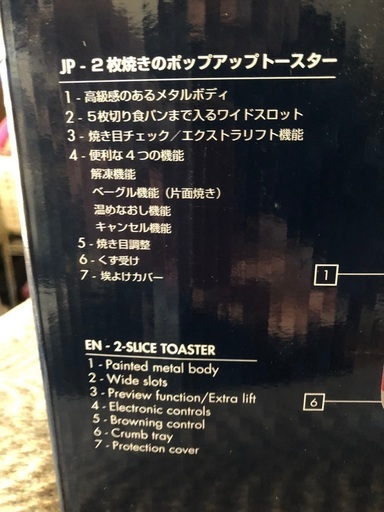 JP - 2枚焼きのポップアップトースター
1 - 高級感のあるメタルボディ
2 - 5枚切り食パンまで入るワイドスロット
3 - 焼き目チェック／エクストラリフト機能
4 - 便利な4つの機能
解凍機能
ベーグル機能（片面焼き）
温めなおし機能
キャンセル機能
5 - 焼き目調整
6 - くず受け
7 - 埃よけカバー
1
EN - 2-SLICE TOASTER
1 - Painted metal body
2 - Wide slots
3 - Preview function/Extra lift
4 - Electronic controls
5 - Browning control
6 - Crumb tray
7 - Protection cover
6